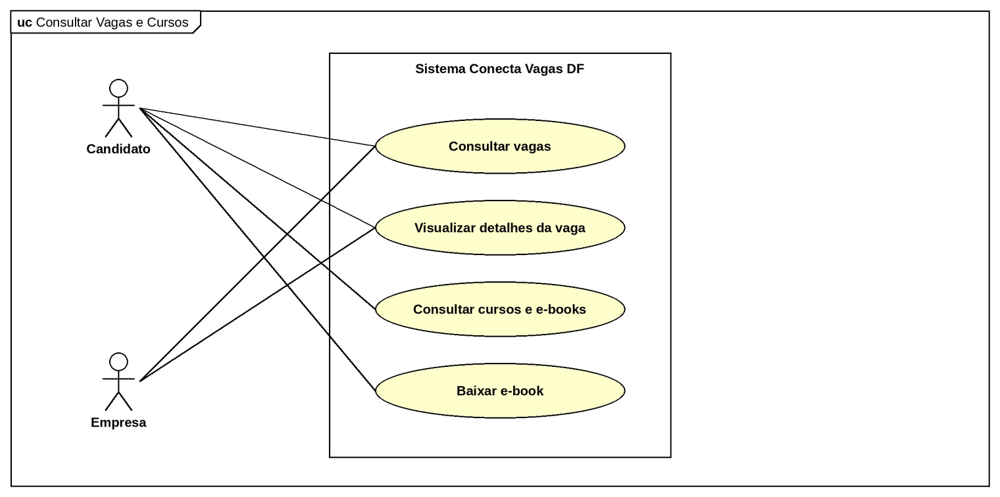 uc Consultar Vagas e Cursos
Sistema Conecta Vagas DF
Candidato
Consultar vagas
Visualizar detalhes da vaga
Consultar cursos e e-books
Baixar e-book
Empresa